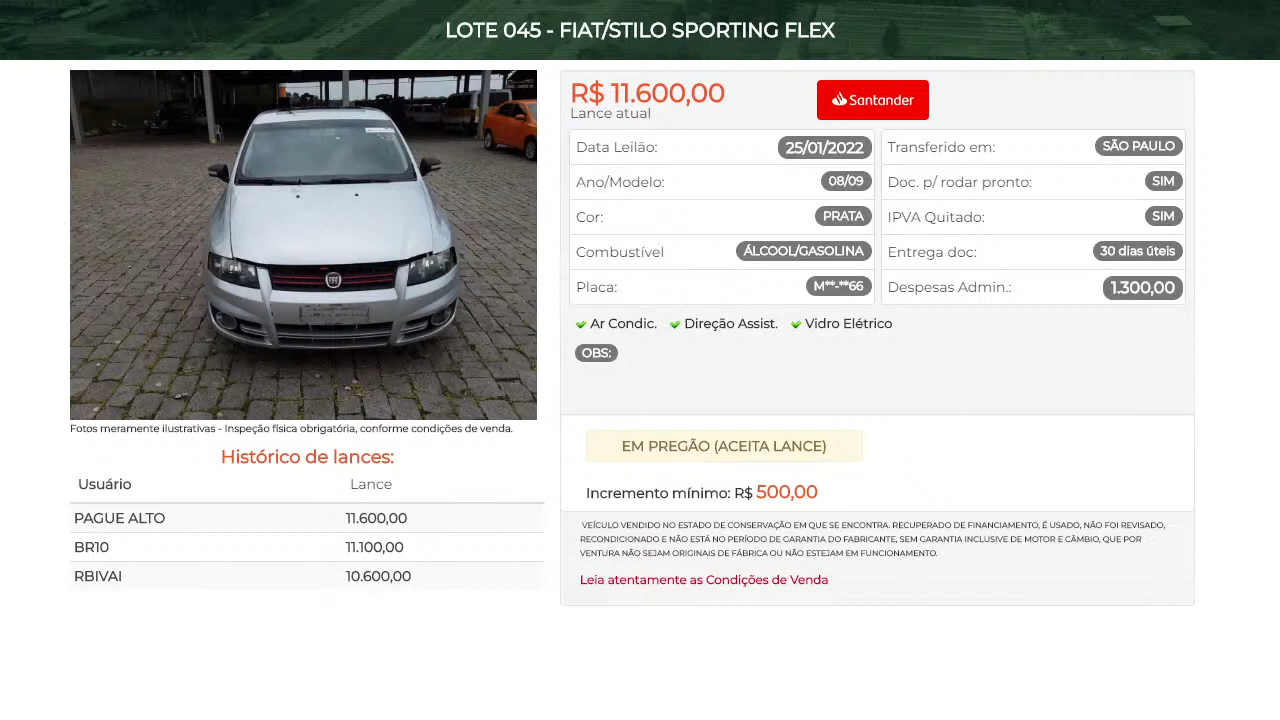 LOTE 045 - FIAT/STILO SPORTING FLEX
R$ 11.600,00
Lance atual
Santander
Data Leilão: 25/01/2022
Ano/Modelo: 08/09
Cor: PRATA
Combustível ÁLCOOL/GASOLINA
Placa: M**-**66
Transferido em: SÃO PAULO
Doc. p/ rodar pronto: SIM
IPVA Quitado: SIM
Entrega doc: 30 dias úteis
Despesas Admin.: 1.300,00
Ar Condic. Direção Assist. Vidro Elétrico
OBS:
Fotos meramente ilustrativas - Inspeção física obrigatória, conforme condições de venda.
Histórico de lances:
Usuário Lance
PAGUE ALTO 11.600,00
BR10 11.100,00
RBIVAI 10.600,00
EM PREGÃO (ACEITA LANCE)
Incremento mínimo: R$ 500,00
VEÍCULO VENDIDO NO ESTADO DE CONSERVAÇÃO EM QUE SE ENCONTRA. RECUPERADO DE FINANCIAMENTO, É USADO, NÃO FOI REVISADO,
RECONDICIONADO E NÃO ESTÁ NO PERÍODO DE GARANTIA DO FABRICANTE, SEM GARANTIA INCLUSIVE DE MOTOR E CÂMBIO, QUE POR
VENTURA NÃO SEJAM ORIGINAIS DE FÁBRICA OU NÃO ESTEJAM EM FUNCIONAMENTO.
Leia atentamente as Condições de Venda